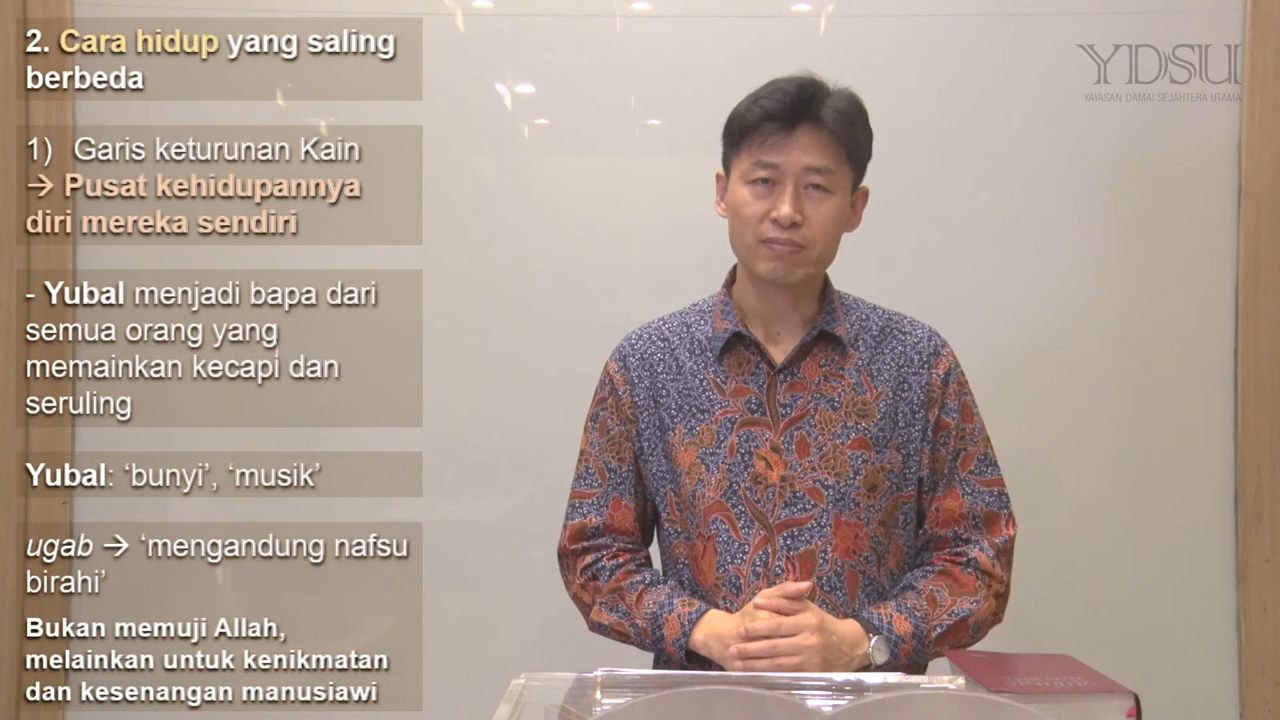 2. Cara hidup yang saling
berbeda
1) Garis keturunan Kain
→ Pusat kehidupannya
diri mereka sendiri
- Yubal menjadi bapa dari
semua orang yang
memainkan kecapi dan
seruling
Yubal: ‘bunyi’, ‘musik’
ugab → ‘mengandung nafsu
birahi’
Bukan memuji Allah,
melainkan untuk kenikmatan
dan kesenangan manusiawi
YDSU
YAYASAN DAMAI SEJAHTERA UTAMA